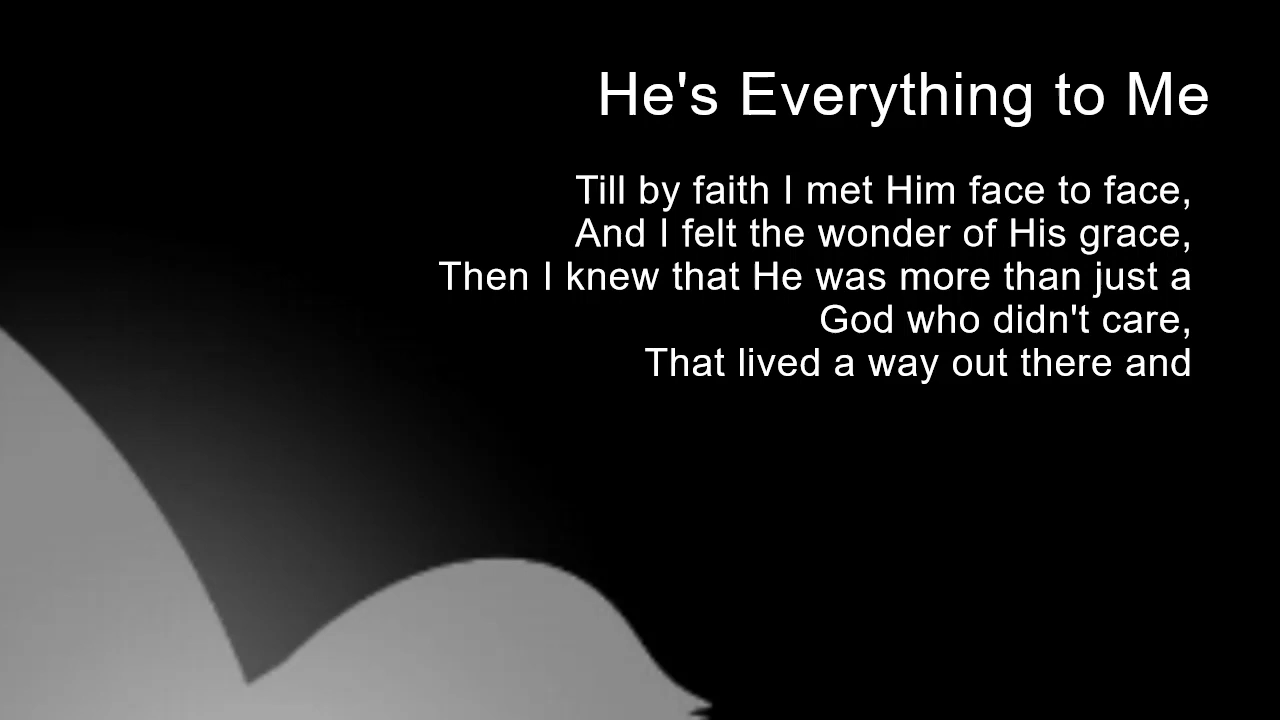 He's Everything to Me
Till by faith I met Him face to face,
And I felt the wonder of His grace,
Then I knew that He was more than just a
God who didn't care,
That lived a way out there and